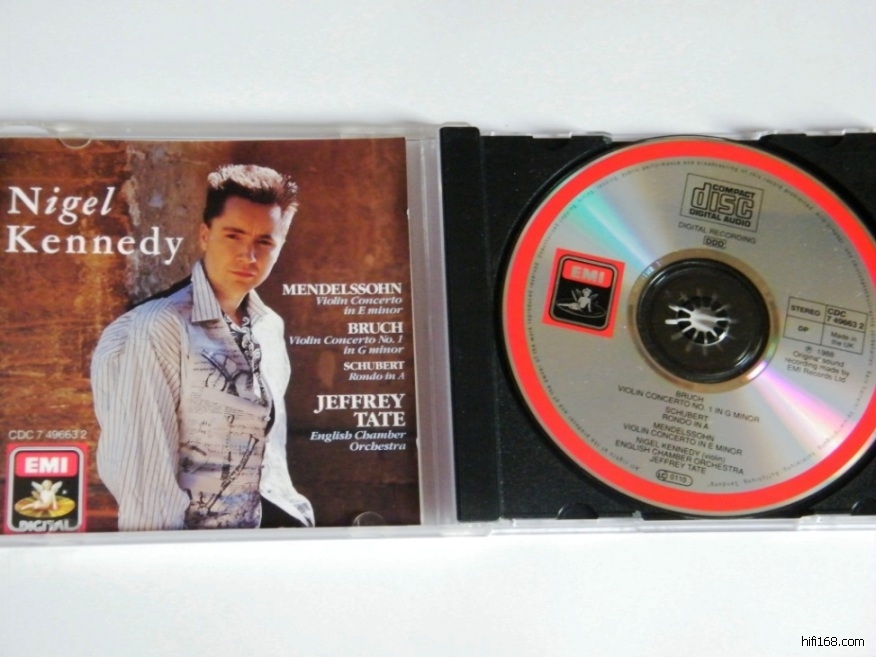 Nigel
Kennedy
MENDELSSOHN
Violin Concerto
in E minor
BRUCH
Violin Concerto No. 1
in G minor
SCHUBERT
Rondo in A
JEFFREY
TATE
English Chamber
Orchestra
CDC 7 49663 2
EMI
DIGITAL
COMPACT
disc
DIGITAL AUDIO
DIGITAL RECORDING
DDD
EMI
STEREO
CDC
7 49663 2
DP
Made in
the UK
℗ 1988
Original sound
recording made by
EMI Records Ltd
BRUCH
VIOLIN CONCERTO NO. 1 IN G MINOR
SCHUBERT
RONDO IN A
MENDELSSOHN
VIOLIN CONCERTO IN E MINOR
NIGEL KENNEDY (violin)
ENGLISH CHAMBER ORCHESTRA
JEFFREY TATE
LC 0110
hifi168.com